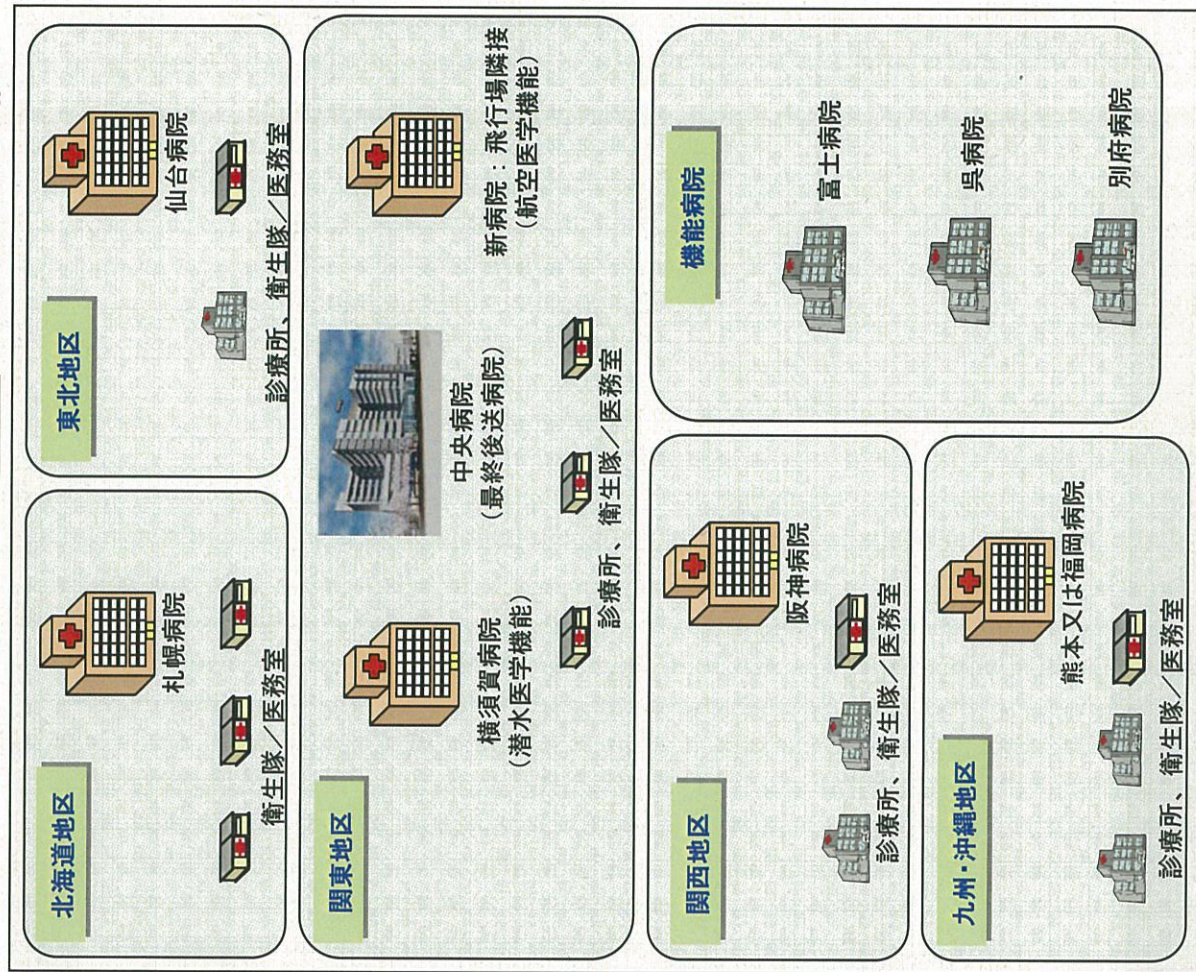 北海道地区
札幌病院
衛生隊／医務室
東北地区
仙台病院
診療所、衛生隊／医務室
関東地区
横須賀病院
（潜水医学機能）
中央病院
（最終後送病院）
新病院：飛行場隣接
（航空医学機能）
診療所、衛生隊／医務室
関西地区
阪神病院
診療所、衛生隊／医務室
九州・沖縄地区
熊本又は福岡病院
診療所、衛生隊／医務室
機能病院
富士病院
呉病院
別府病院